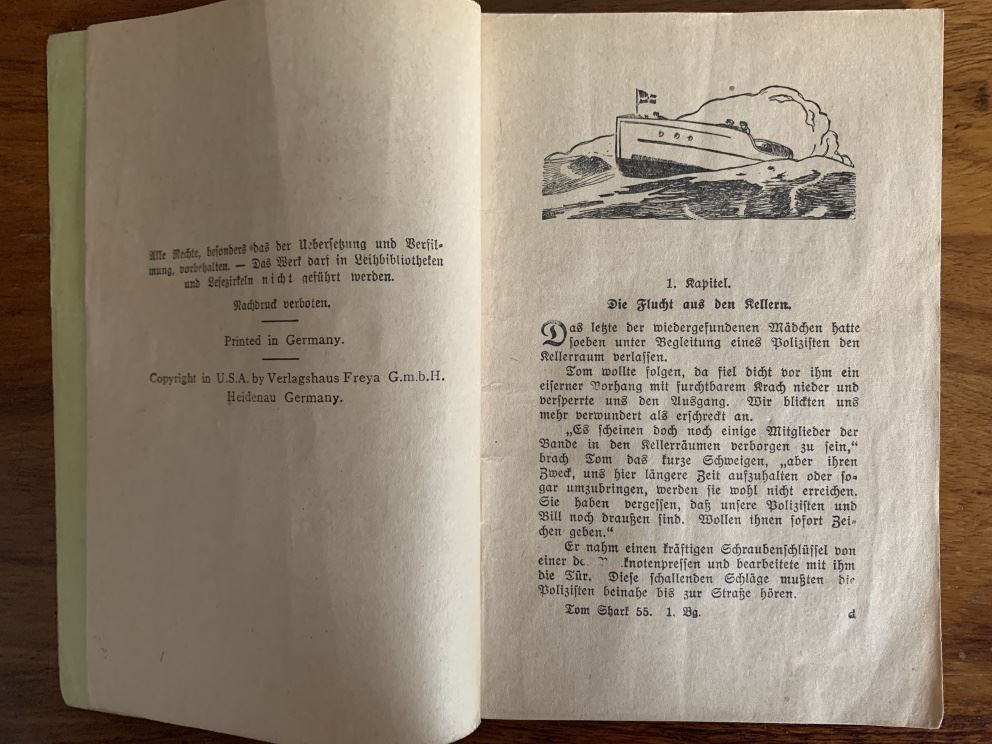 Alle Rechte, besonders das der Uebersetzung und Verfil-
mung, vorbehalten. — Das Werk darf in Leihbibliotheken
und Lesezirkeln nicht geführt werden.
Nachdruck verboten.
Printed in Germany.
Copyright in U.S.A. by Verlagshaus Freya G.m.b.H.
Heidenau Germany.
1. Kapitel.
Die Flucht aus den Kellern.
Das letzte der wiedergefundenen Mädchen hatte
soeben unter Begleitung eines Polizisten den
Kellerraum verlassen.
Tom wollte folgen, da fiel dicht vor ihm ein
eiserner Vorhang mit furchtbarem Krach nieder und
versperrte uns den Ausgang. Wir blickten uns
mehr verwundert als erschreckt an.
„Es scheinen doch noch einige Mitglieder der
Bande in den Kellerräumen verborgen zu sein,“
brach Tom das kurze Schweigen, „aber ihren
Zweck, uns hier längere Zeit aufzuhalten oder so-
gar umzubringen, werden sie wohl nicht erreichen.
Sie haben vergessen, daß unsere Polizisten und
Bill noch draußen sind. Wollen ihnen sofort Zei-
chen geben.“
Er nahm einen kräftigen Schraubenschlüssel von
einer knotenpressen und bearbeitete mit ihm
die Tür. Diese schallenden Schläge mußten die
Polizisten beinahe bis zur Straße hören.
Tom Shark 55. 1. Bg.